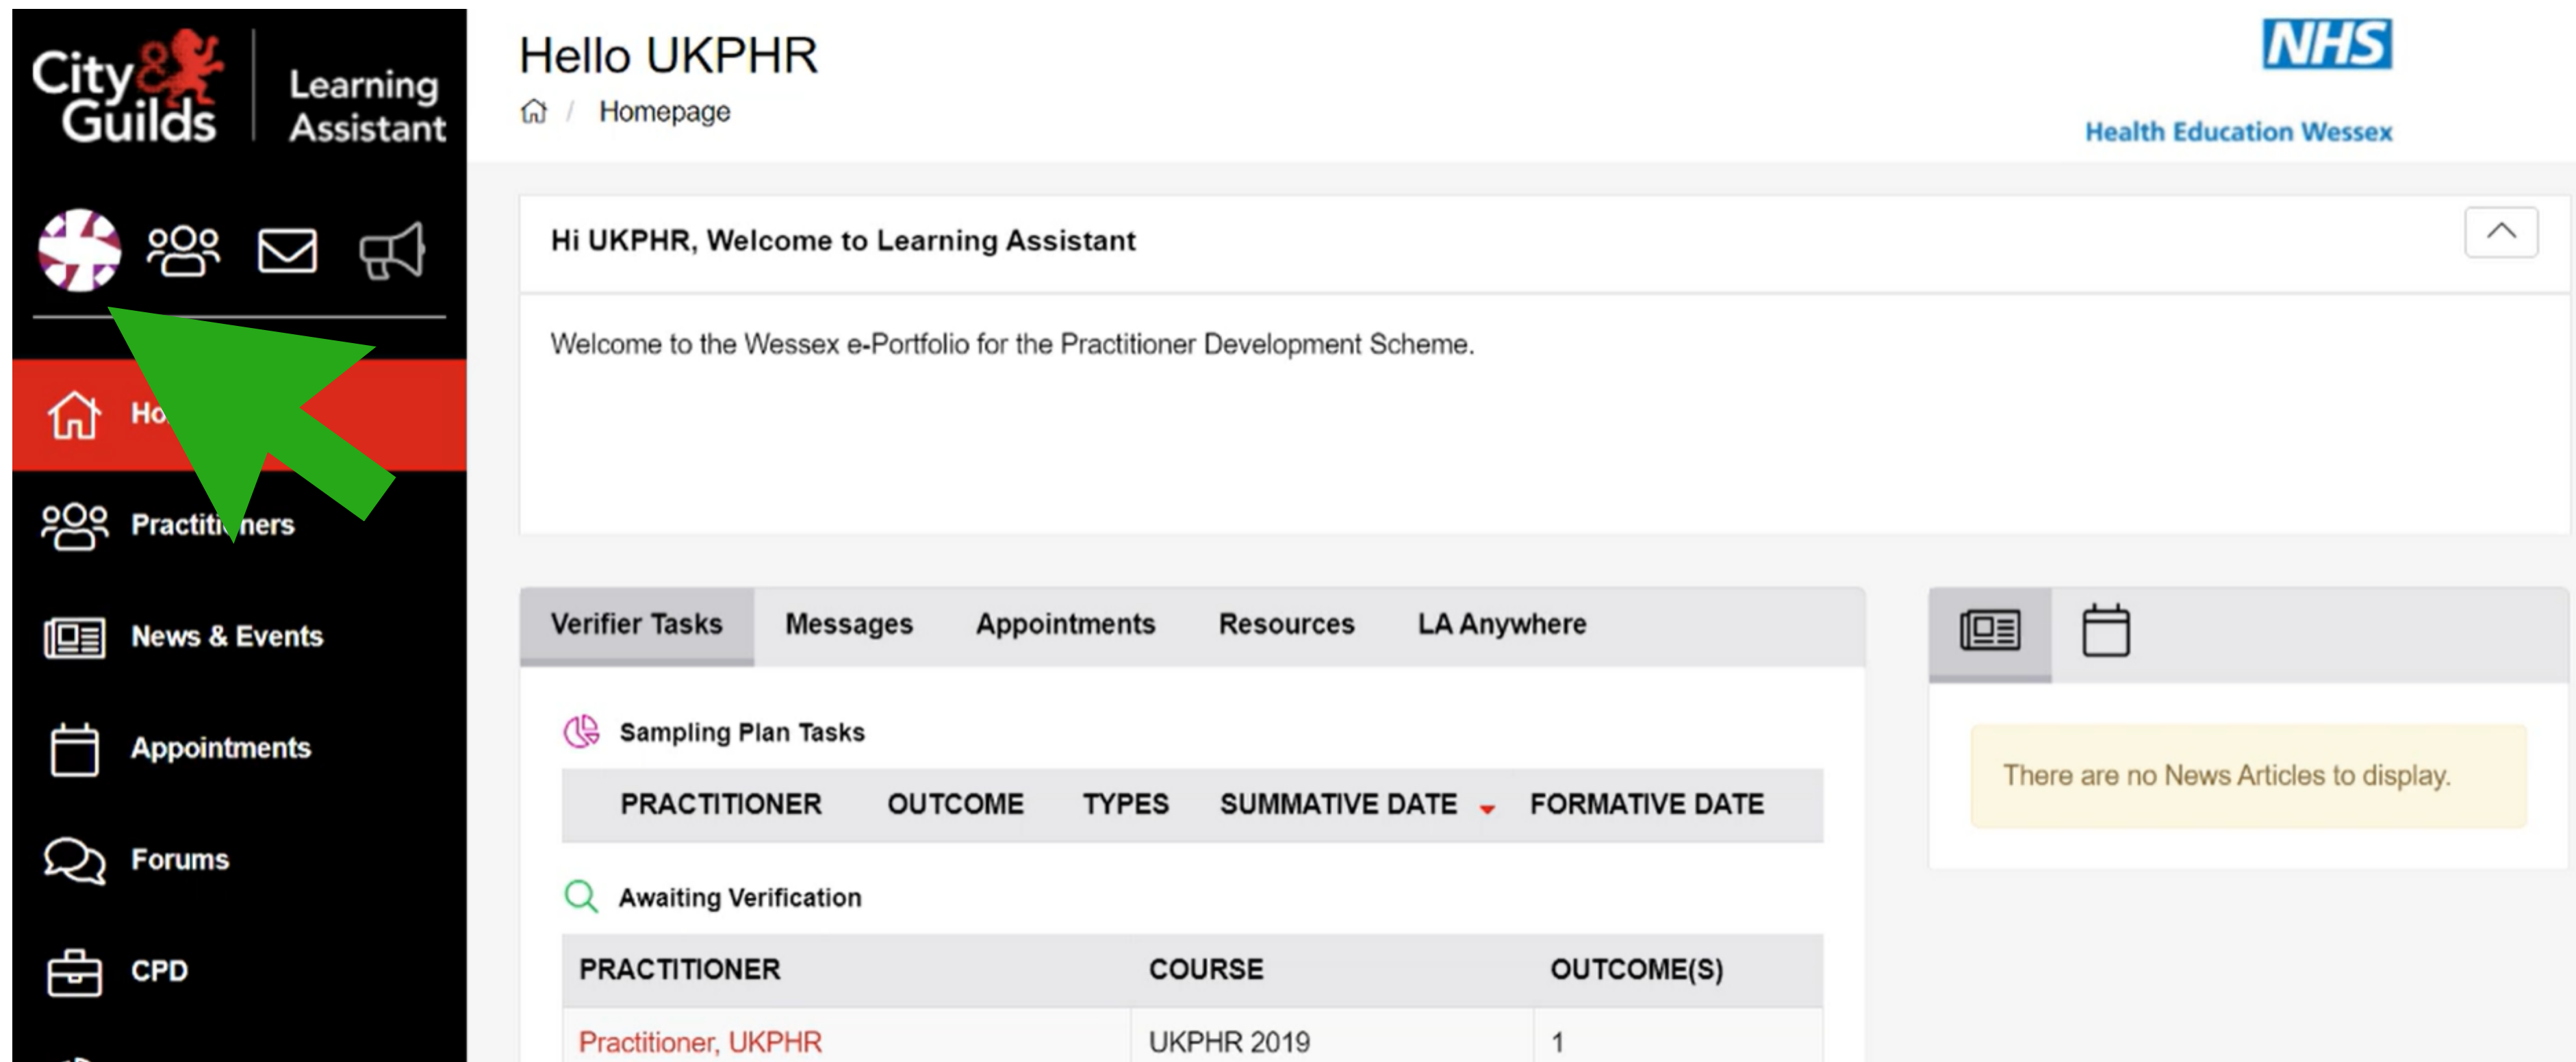 City & Guilds
Learning Assistant
Hello UKPHR
/ Homepage
NHS
Health Education Wessex
Hi UKPHR, Welcome to Learning Assistant
Welcome to the Wessex e-Portfolio for the Practitioner Development Scheme.
Practitioners
News & Events
Appointments
Forums
CPD
Verifier Tasks Messages Appointments Resources LA Anywhere
Sampling Plan Tasks
PRACTITIONER OUTCOME TYPES SUMMATIVE DATE FORMATIVE DATE
Awaiting Verification
PRACTITIONER COURSE OUTCOME(S)
Practitioner, UKPHR UKPHR 2019 1
There are no News Articles to display.